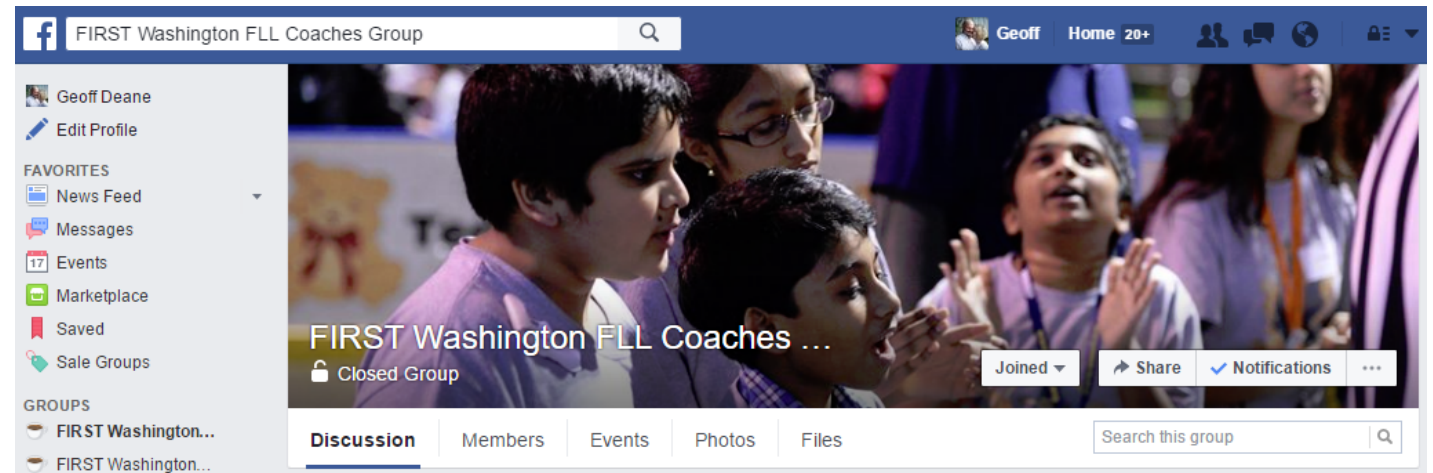 f
FIRST Washington FLL Coaches Group
Geoff
Home 20+
Geoff Deane
Edit Profile
FAVORITES
News Feed
Messages
17 Events
Marketplace
Saved
Sale Groups
GROUPS
FIRST Washington...
FIRST Washington...
Te
FIRST Washington FLL Coaches ...
Closed Group
Joined
Share
Notifications
...
Discussion
Members
Events
Photos
Files
Search this group